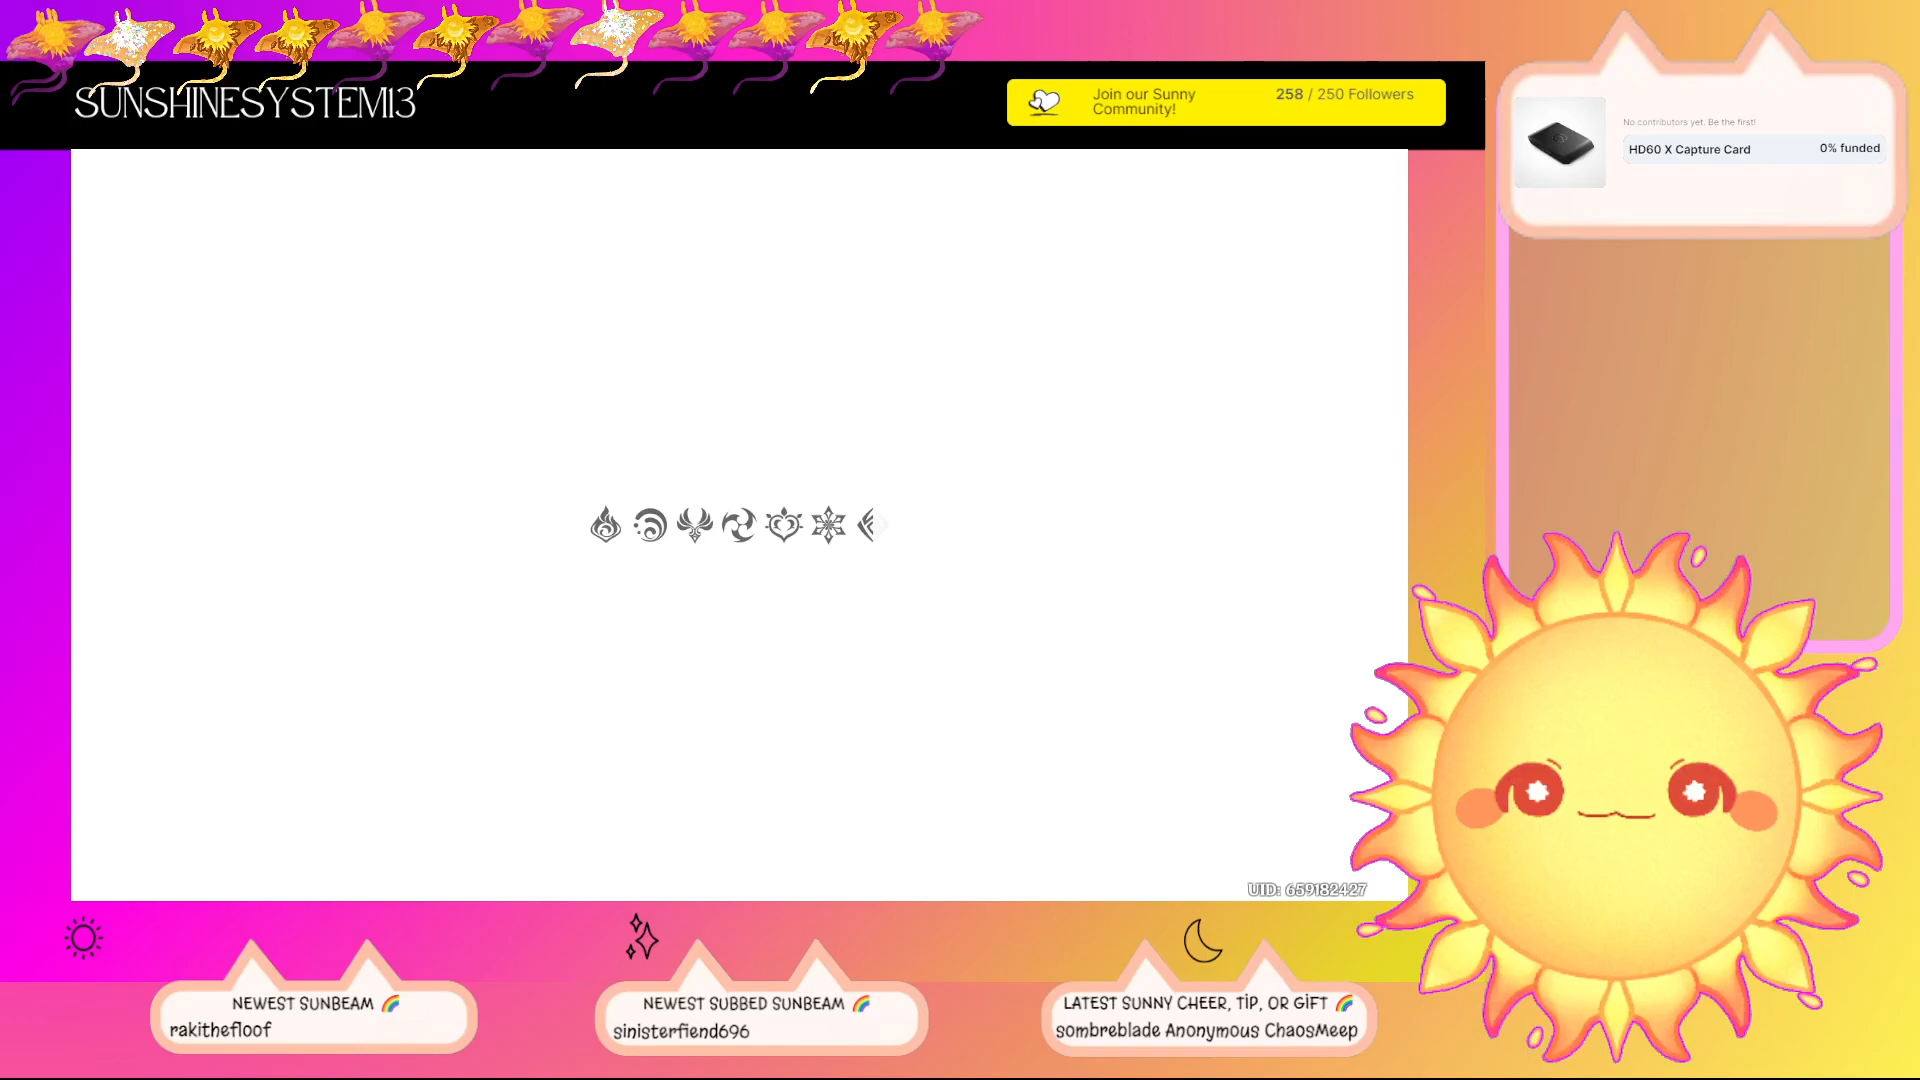 SUNSHINESYSTEM13
Join our Sunny
Community!
258 / 250 Followers
No contributors yet. Be the first!
HD60 X Capture Card
0% funded
UID: 659182427
NEWEST SUNBEAM 🌈
rakithefloof
NEWEST SUBBED SUNBEAM 🌈
sinisterfiend696
LATEST SUNNY CHEER, TiP, OR GiFT 🌈
sombreblade Anonymous ChaosMeep